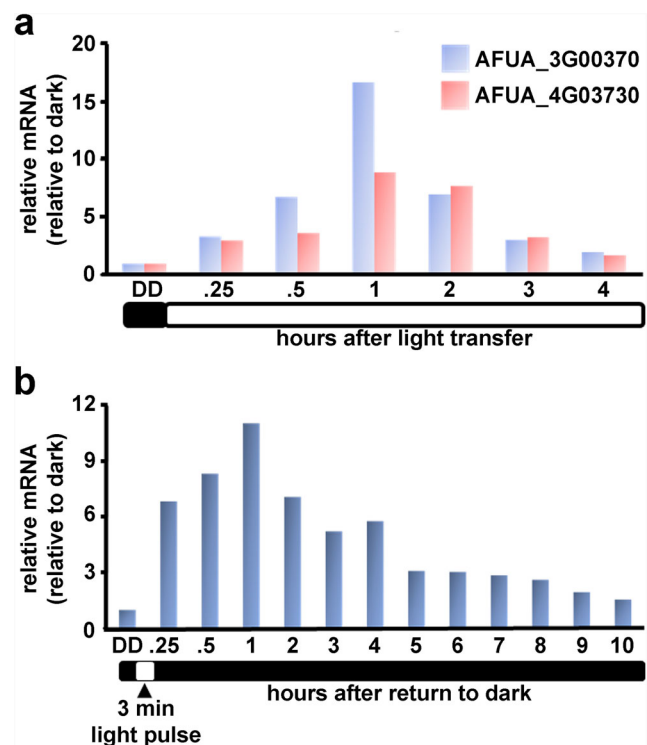 a
20
15
10
5
0
relative mRNA
(relative to dark)
AFUA_3G00370
AFUA_4G03730
DD .25 .5 1 2 3 4
hours after light transfer
b
12
9
6
3
0
relative mRNA
(relative to dark)
DD .25 .5 1 2 3 4 5 6 7 8 9 10
3 min
light pulse
hours after return to dark